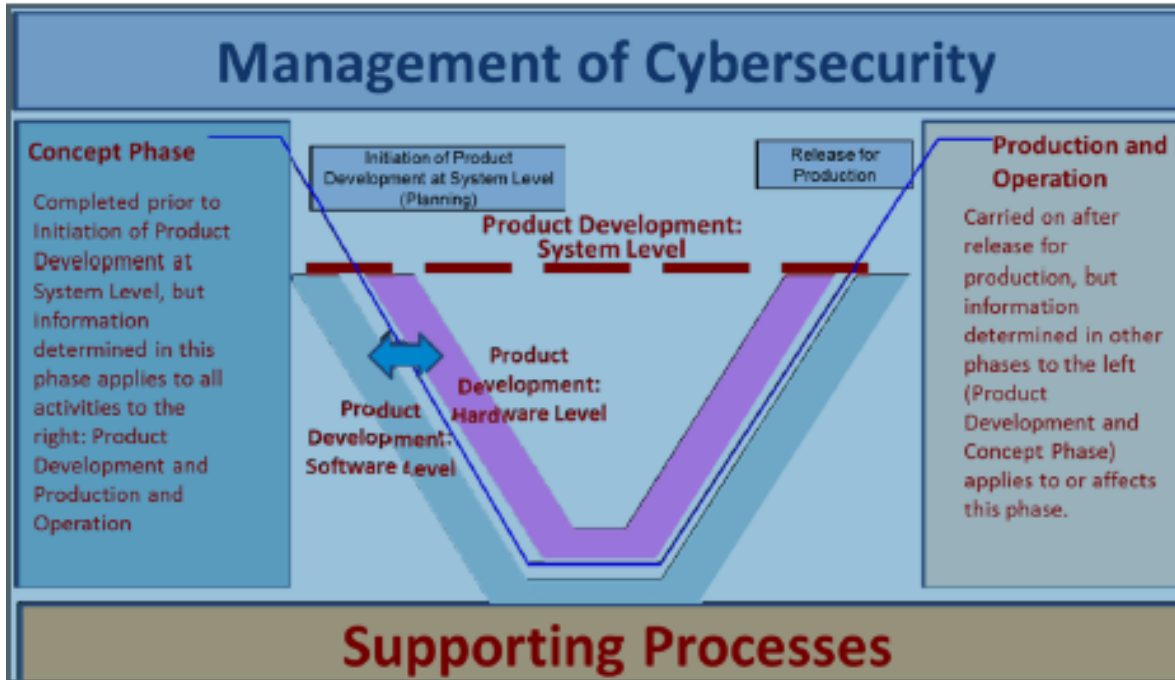 Management of Cybersecurity
Concept Phase
Completed prior to
Initiation of Product
Development at
System Level, but
information
determined in this
phase applies to all
activities to the
right: Product
Development and
Production and
Operation
Initiation of Product
Development at System Level
(Planning)
Release for
Production
Product Development:
System Level
Product
Development:
Hardware Level
Product
Development:
Software Level
Production and
Operation
Carried on after
release for
production, but
information
determined in other
phases to the left
(Product
Development and
Concept Phase)
applies to or affects
this phase.
Supporting Processes